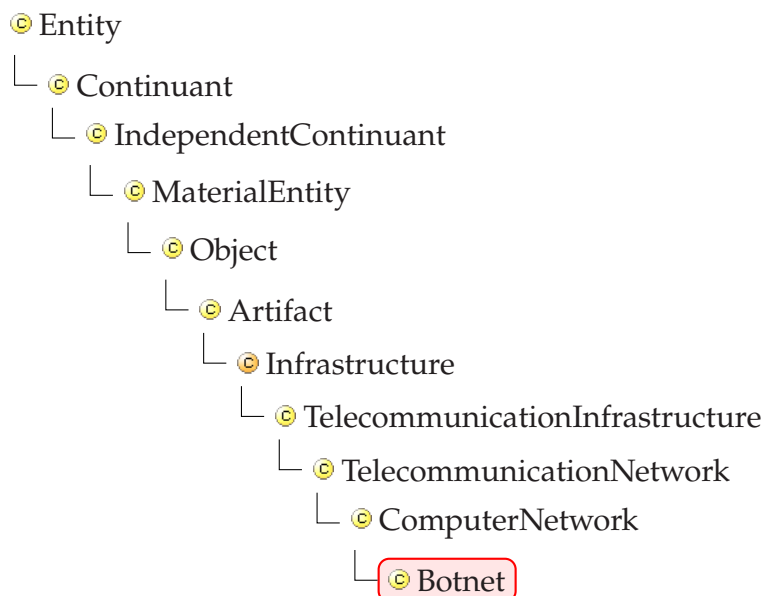 C Entity
C Continuant
C IndependentContinuant
C MaterialEntity
C Object
C Artifact
C Infrastructure
C TelecommunicationInfrastructure
C TelecommunicationNetwork
C ComputerNetwork
C Botnet